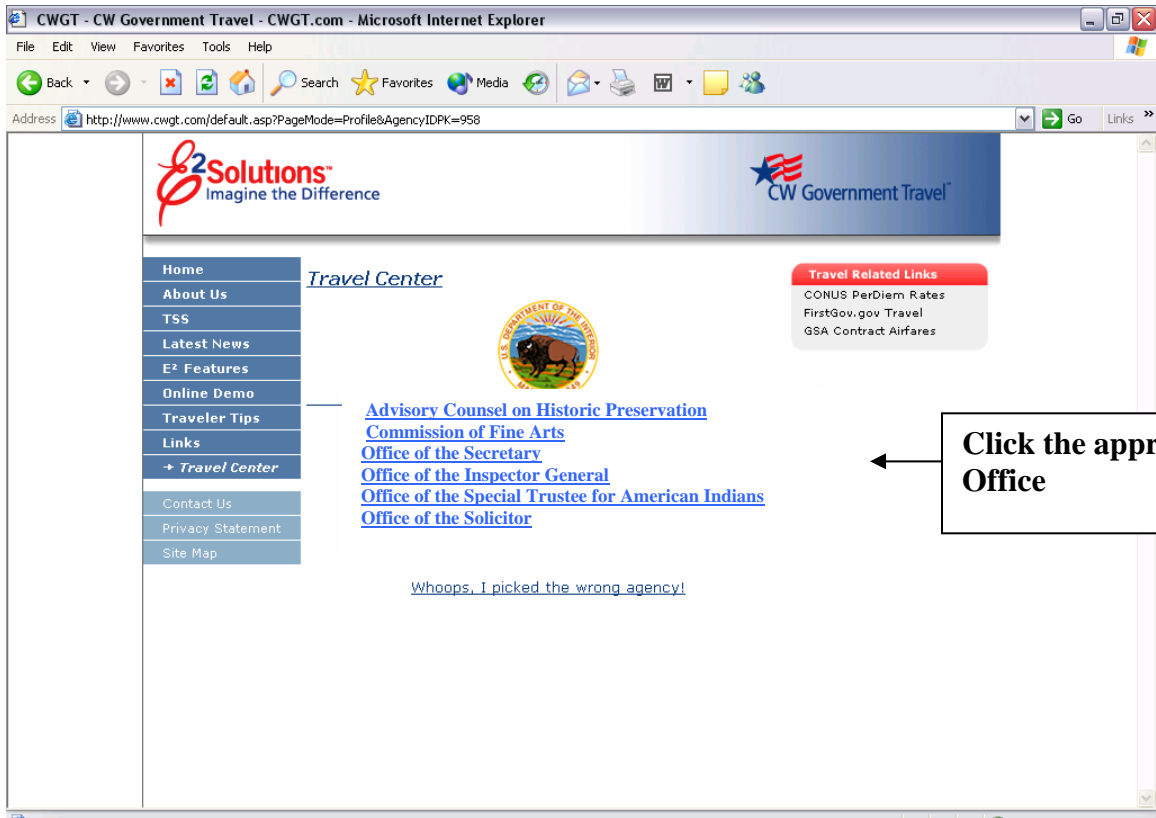 CWGT - CW Government Travel - CWGT.com - Microsoft Internet Explorer
File Edit View Favorites Tools Help
Back Search Favorites Media
Address http://www.cwgt.com/default.asp?PageMode=Profile&AgencyIDPK=958 Go Links »
E2Solutions™
Imagine the Difference
CW Government Travel
Home
About Us
TSS
Latest News
E² Features
Online Demo
Traveler Tips
Links
→ Travel Center
Contact Us
Privacy Statement
Site Map
Travel Center
U.S. DEPARTMENT OF THE INTERIOR
Advisory Counsel on Historic Preservation
Commission of Fine Arts
Office of the Secretary
Office of the Inspector General
Office of the Special Trustee for American Indians
Office of the Solicitor
Whoops, I picked the wrong agency!
Travel Related Links
CONUS PerDiem Rates
FirstGov.gov Travel
GSA Contract Airfares
Click the appr
Office